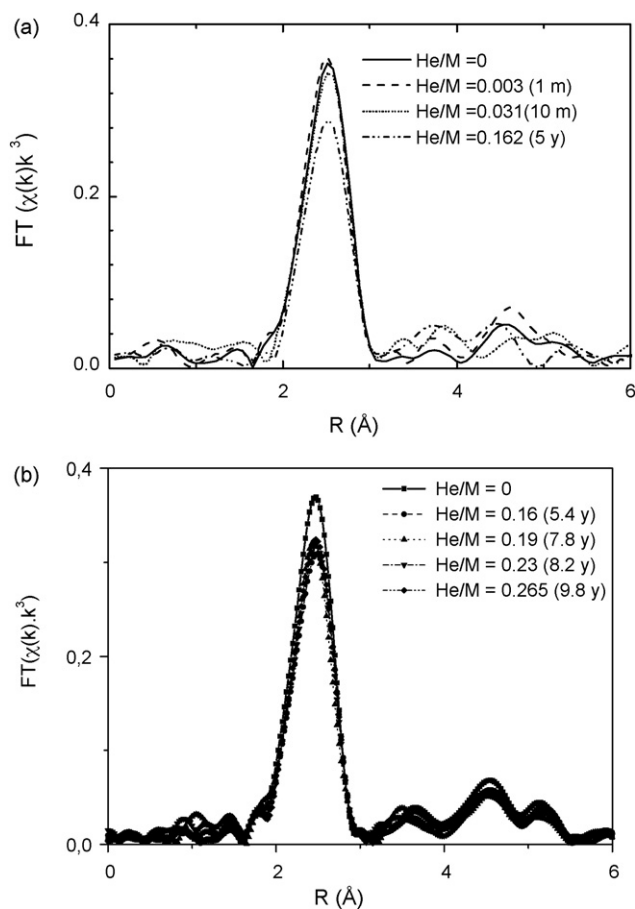 (a)
0.4
He/M =0
He/M =0.003 (1 m)
He/M =0.031(10 m)
He/M =0.162 (5 y)
FT (χ(k)k³)
0.2
0.0
0 2 4 6
R (Å)
(b)
0,4
He/M = 0
He/M = 0.16 (5.4 y)
He/M = 0.19 (7.8 y)
He/M = 0.23 (8.2 y)
He/M = 0.265 (9.8 y)
FT(χ(k).k³)
0,2
0,0
0 2 4 6
R (Å)